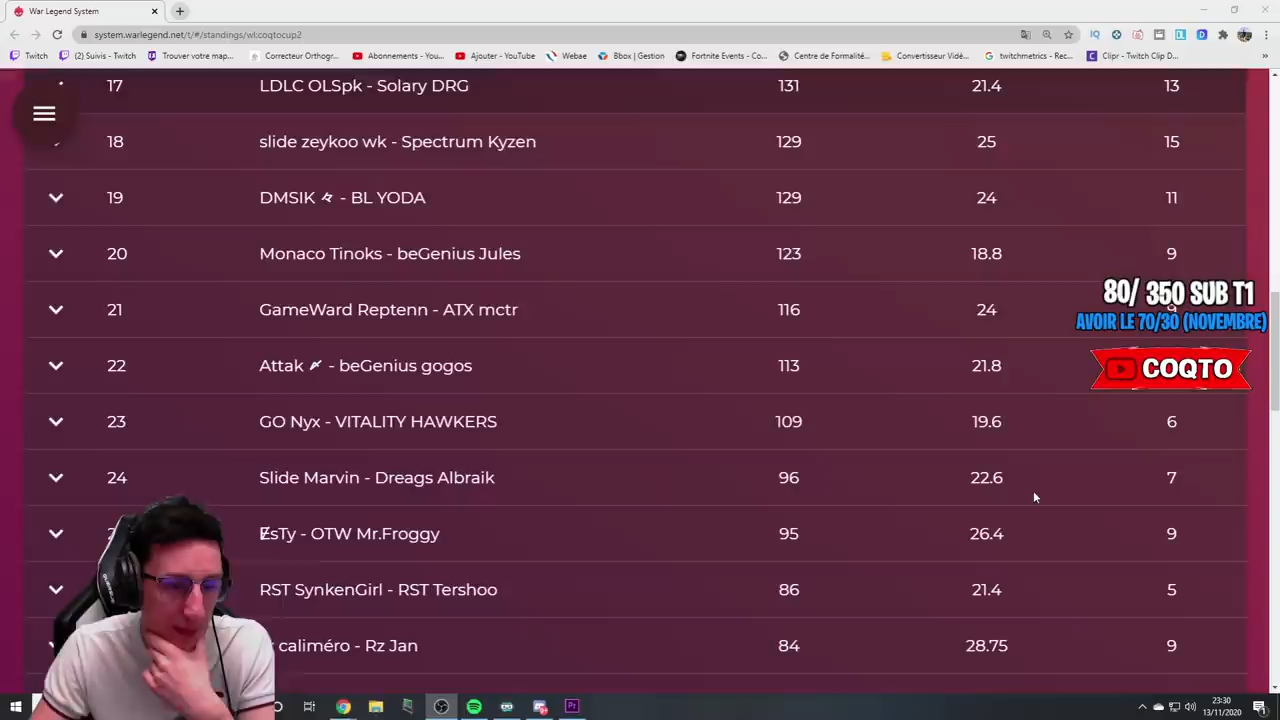 War Legend System
system.warlegend.net/t/#/standings/wl:coqtocup2
Twitch (2) Suivis - Twitch Trouver votre map... Correcteur Orthogr... Abonnements - You... Ajouter - YouTube Webae Bbox | Gestion Fortnite Events - Co... Centre de Formalité... Convertisseur Vidéo... twitchmetrics - Rec... Clipr - Twitch Clip D...
17 LDLC OLSpk - Solary DRG 131 21.4 13
18 slide zeykoo wk - Spectrum Kyzen 129 25 15
19 DMSIK - BL YODA 129 24 11
20 Monaco Tinoks - beGenius Jules 123 18.8 9
80/ 350 SUB T1
21 GameWard Reptenn - ATX mctr 116 24 9
AVOIR LE 70/30 (NOVEMBRE)
22 Attak - beGenius gogos 113 21.8
COQTO
23 GO Nyx - VITALITY HAWKERS 109 19.6 6
24 Slide Marvin - Dreags Albraik 96 22.6 7
EsTy - OTW Mr.Froggy 95 26.4 9
RST SynkenGirl - RST Tershoo 86 21.4 5
caliméro - Rz Jan 84 28.75 9
23:30
13/11/2020